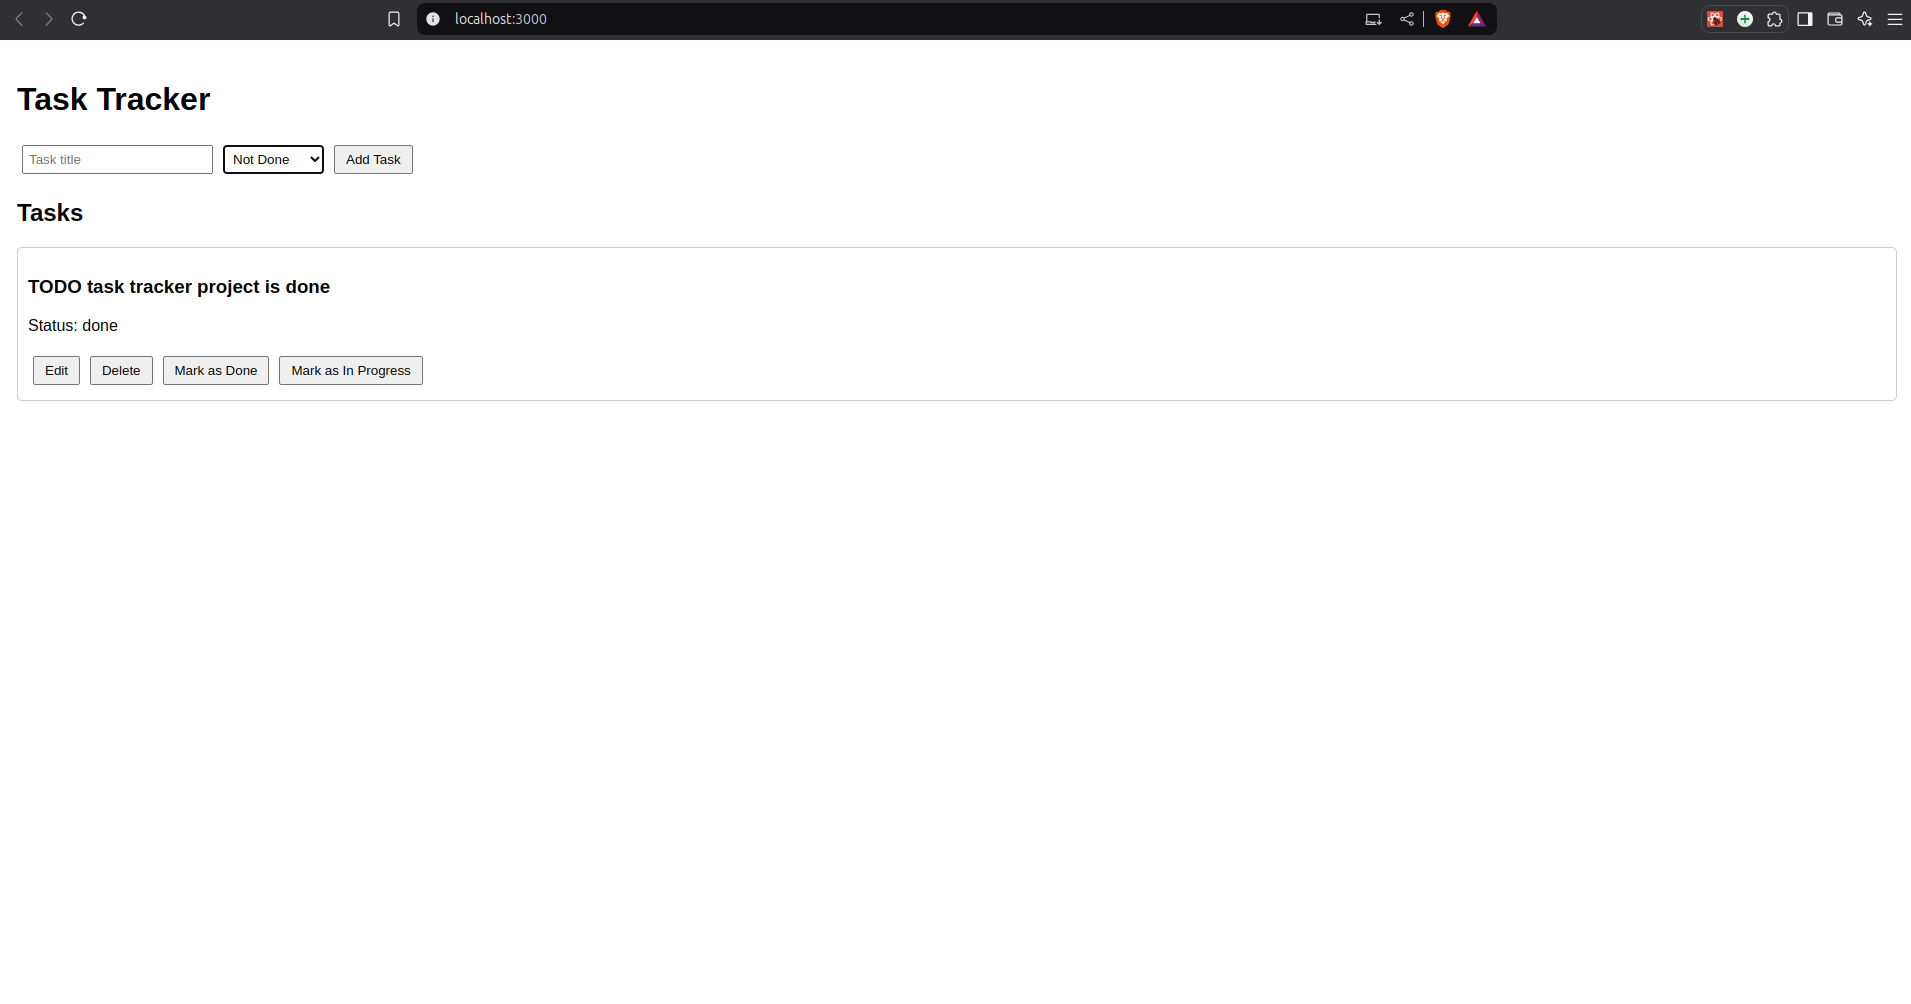 localhost:3000
Task Tracker
Task title Not Done Add Task
Tasks
TODO task tracker project is done
Status: done
Edit Delete Mark as Done Mark as In Progress